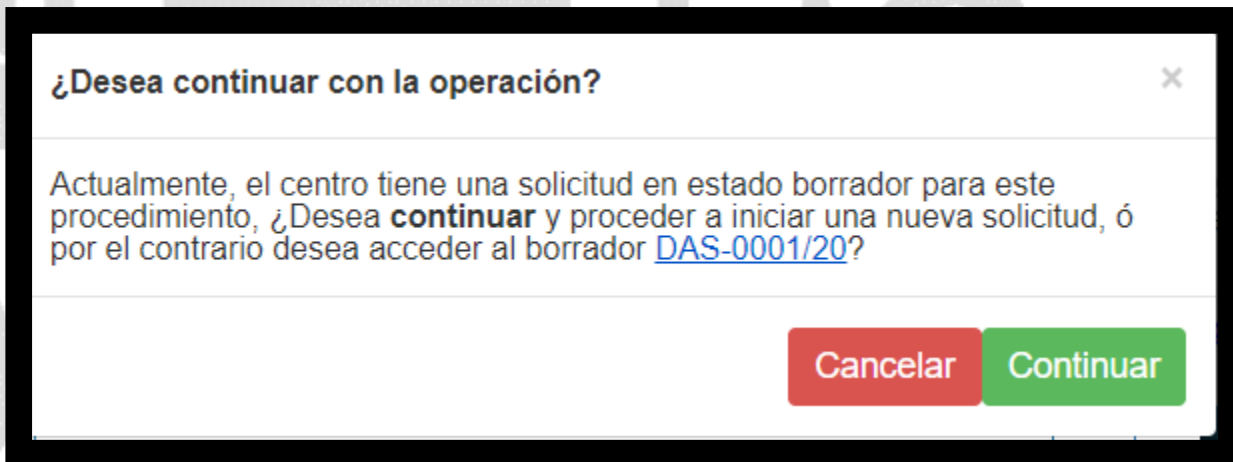 ¿Desea continuar con la operación?
×
Actualmente, el centro tiene una solicitud en estado borrador para este
procedimiento, ¿Desea continuar y proceder a iniciar una nueva solicitud, ó
por el contrario desea acceder al borrador DAS-0001/20?
Cancelar Continuar